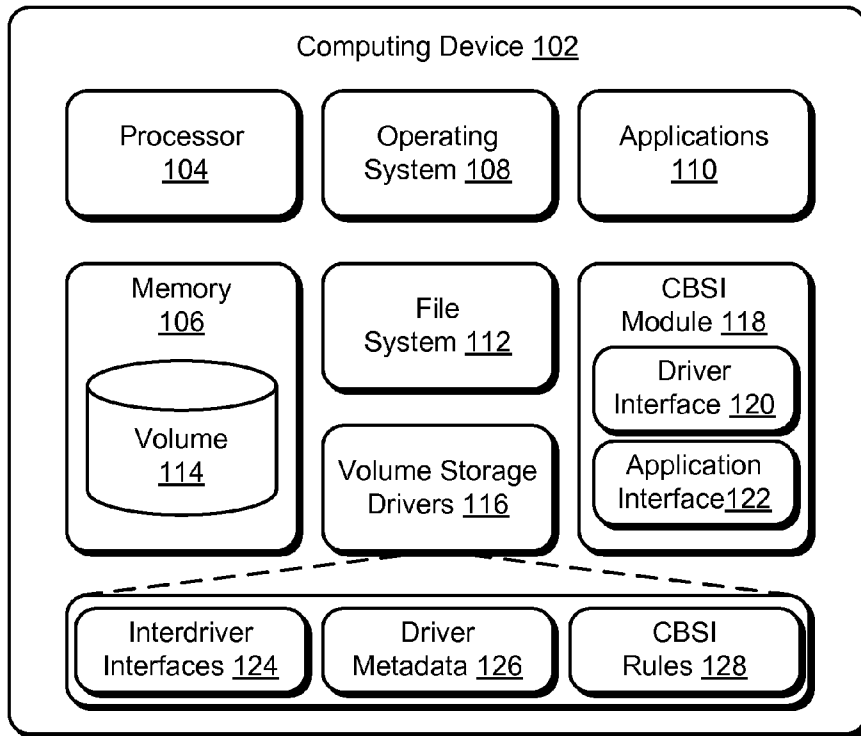 Computing Device 102
Processor
104
Operating
System 108
Applications
110
Memory
106
Volume
114
File
System 112
Volume Storage
Drivers 116
CBSI
Module 118
Driver
Interface 120
Application
Interface122
Interdriver
Interfaces 124
Driver
Metadata 126
CBSI
Rules 128